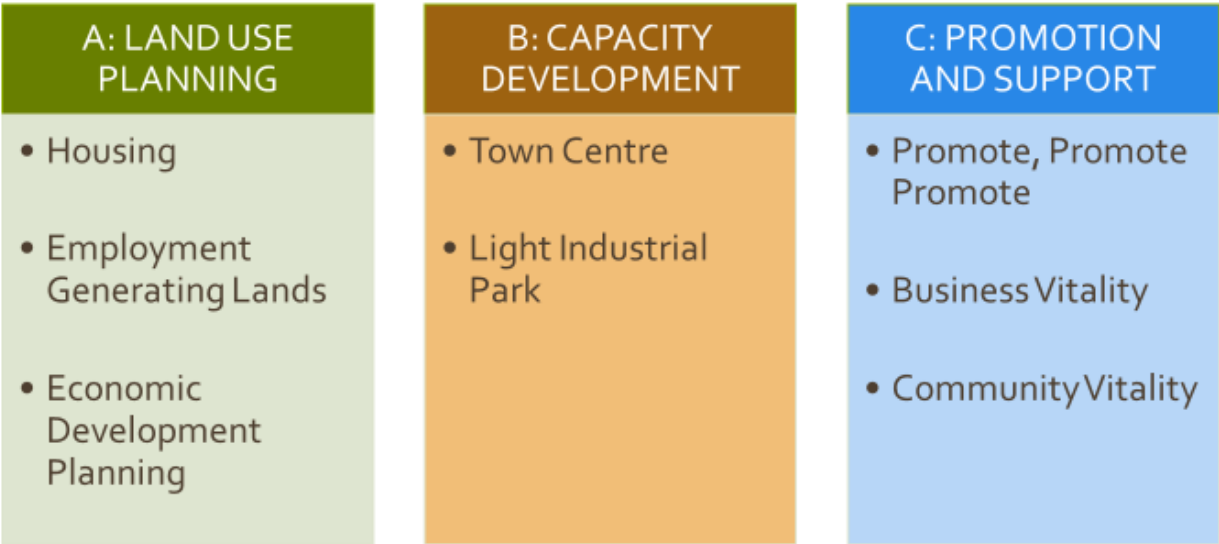 A: LAND USE
PLANNING
• Housing
• Employment
Generating Lands
• Economic
Development
Planning
B: CAPACITY
DEVELOPMENT
• Town Centre
• Light Industrial
Park
C: PROMOTION
AND SUPPORT
• Promote, Promote
Promote
• Business Vitality
• Community Vitality